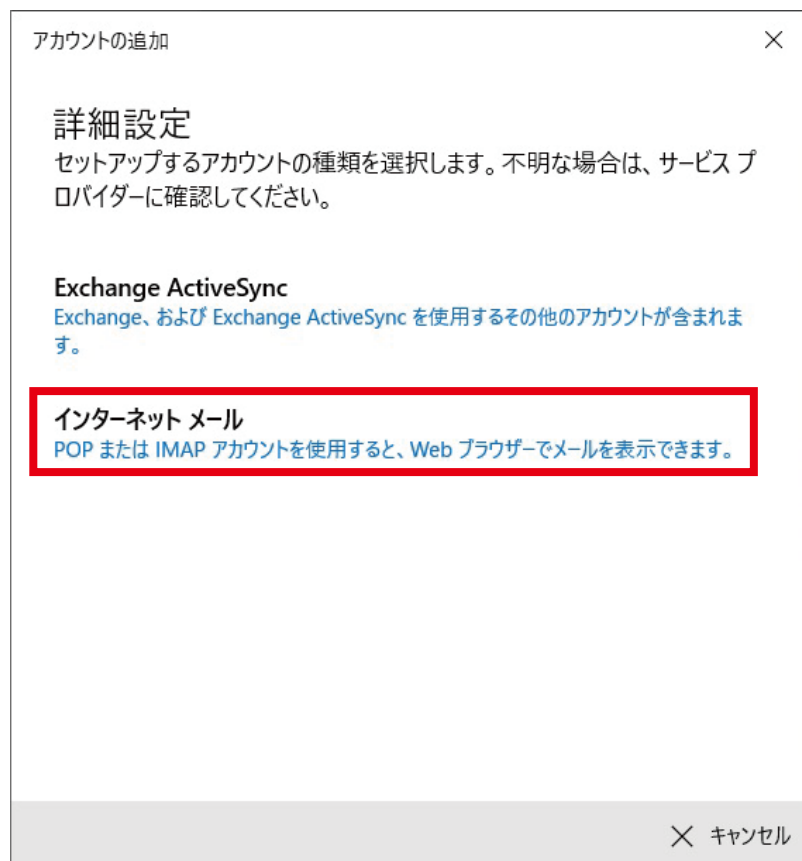 アカウントの追加
詳細設定
セットアップするアカウントの種類を選択します。不明な場合は、サービス プ
ロバイダーに確認してください。
Exchange ActiveSync
Exchange、および Exchange ActiveSync を使用するその他のアカウントが含まれま
す。
インターネット メール
POP または IMAP アカウントを使用すると、Web ブラウザーでメールを表示できます。
キャンセル